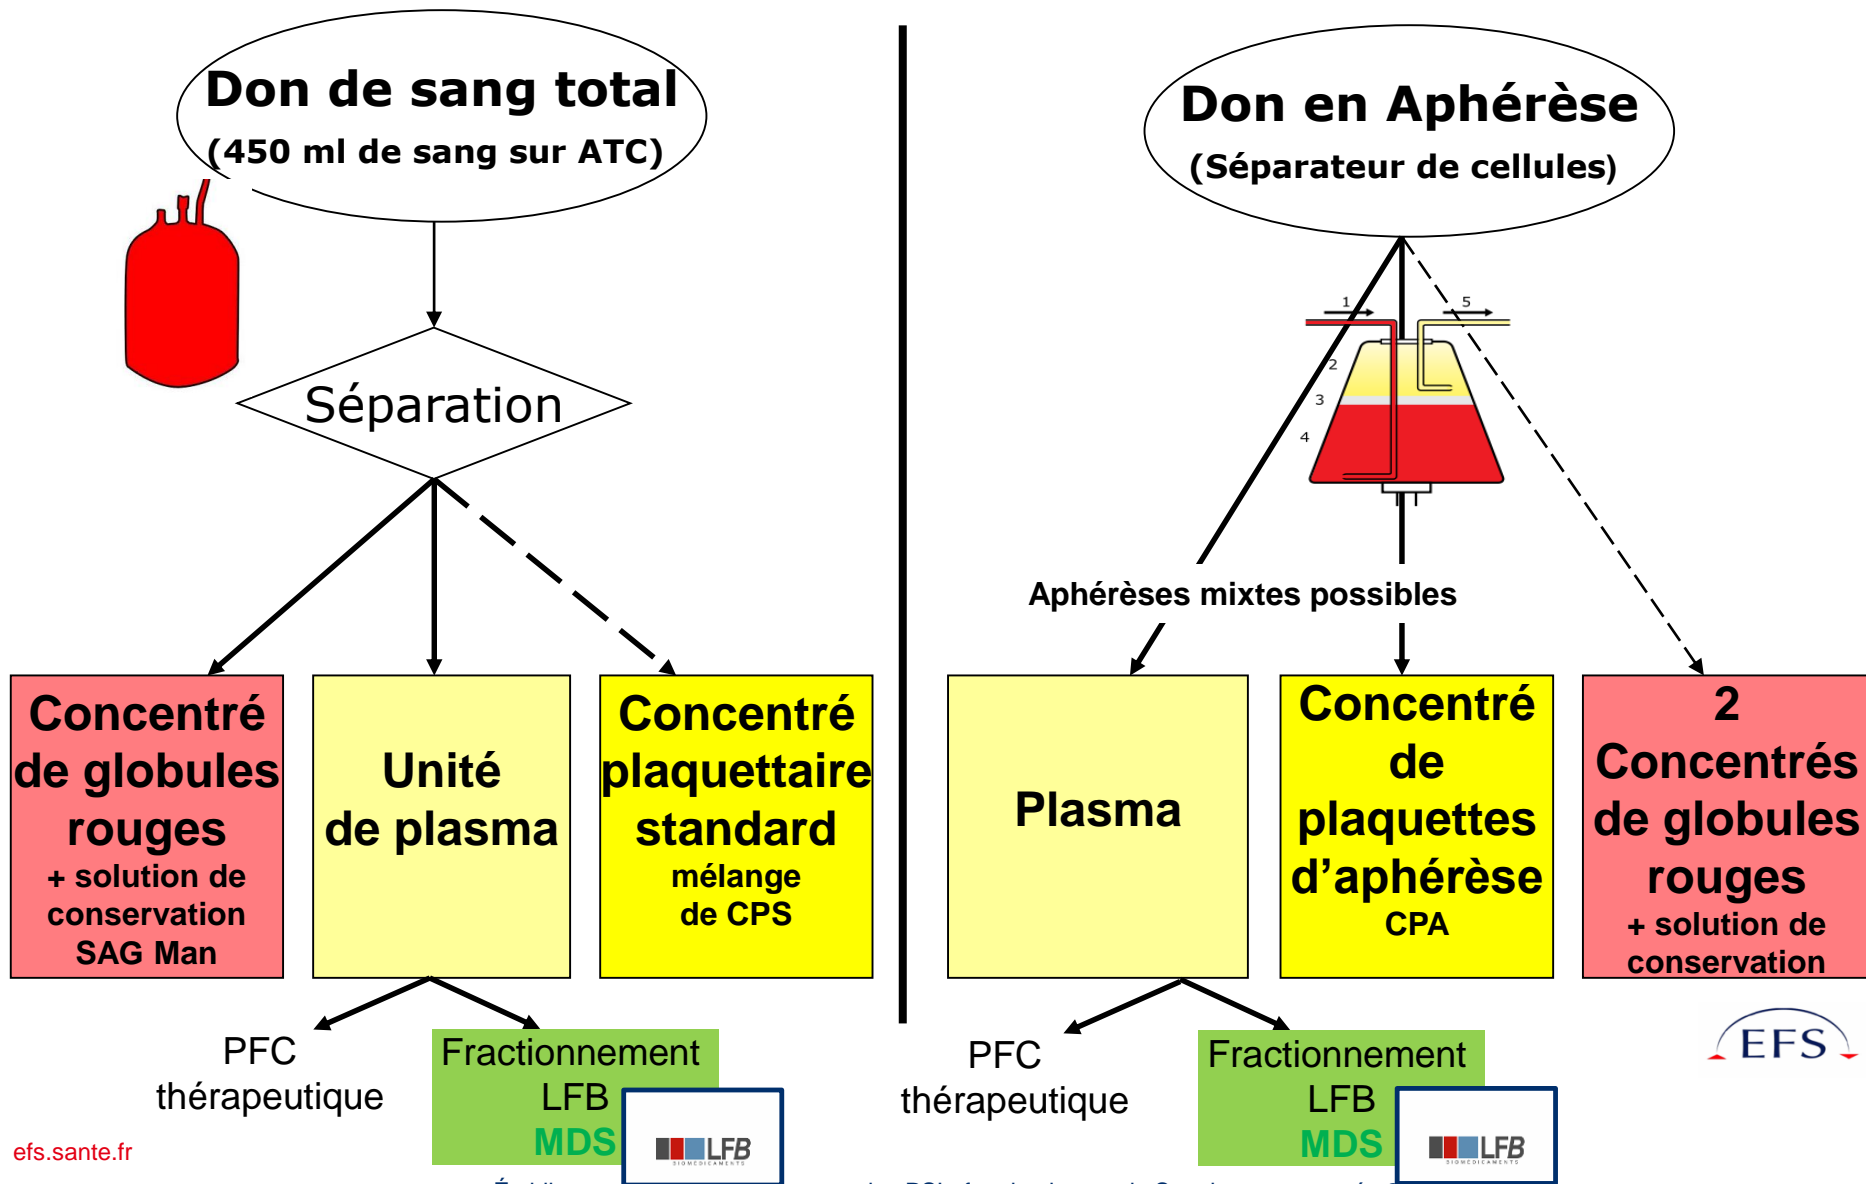 Don de sang total
(450 ml de sang sur ATC)
Séparation
Concentré
de globules
rouges
+ solution de
conservation
SAG Man
Unité
de plasma
Concentré
plaquettaire
standard
mélange
de CPS
PFC
thérapeutique
Fractionnement
LFB
MDS
LFB
BIOMEDICAMENTS
Don en Aphérèse
(Séparateur de cellules)
1
5
2
3
4
Aphérèses mixtes possibles
Plasma
Concentré
de
plaquettes
d’aphérèse
CPA
2
Concentrés
de globules
rouges
+ solution de
conservation
PFC
thérapeutique
Fractionnement
LFB
MDS
LFB
BIOMEDICAMENTS
EFS
efs.sante.fr